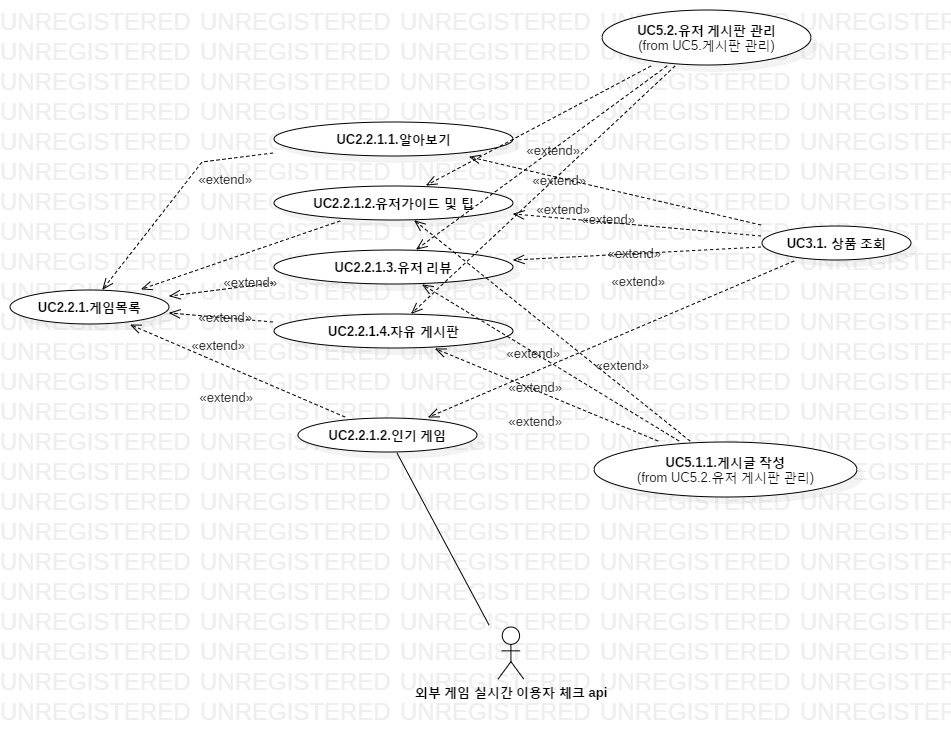 UC5.2.유저 게시판 관리
(from UC5.게시판 관리)
UC2.2.1.1.알아보기
«extend»
«extend»
«extend»
UC2.2.1.2.유저가이드 및 팁
«extend»
«extend»
UC3.1. 상품 조회
«extend»
UC2.2.1.3.유저 리뷰
«extend»
«extend»
UC2.2.1.게임목록
«extend»
UC2.2.1.4.자유 게시판
«extend»
«extend»
«extend»
«extend»
«extend»
«extend»
UC2.2.1.2.인기 게임
UC5.1.1.게시글 작성
(from UC5.2.유저 게시판 관리)
외부 게임 실시간 이용자 체크 api
UNREGISTERED